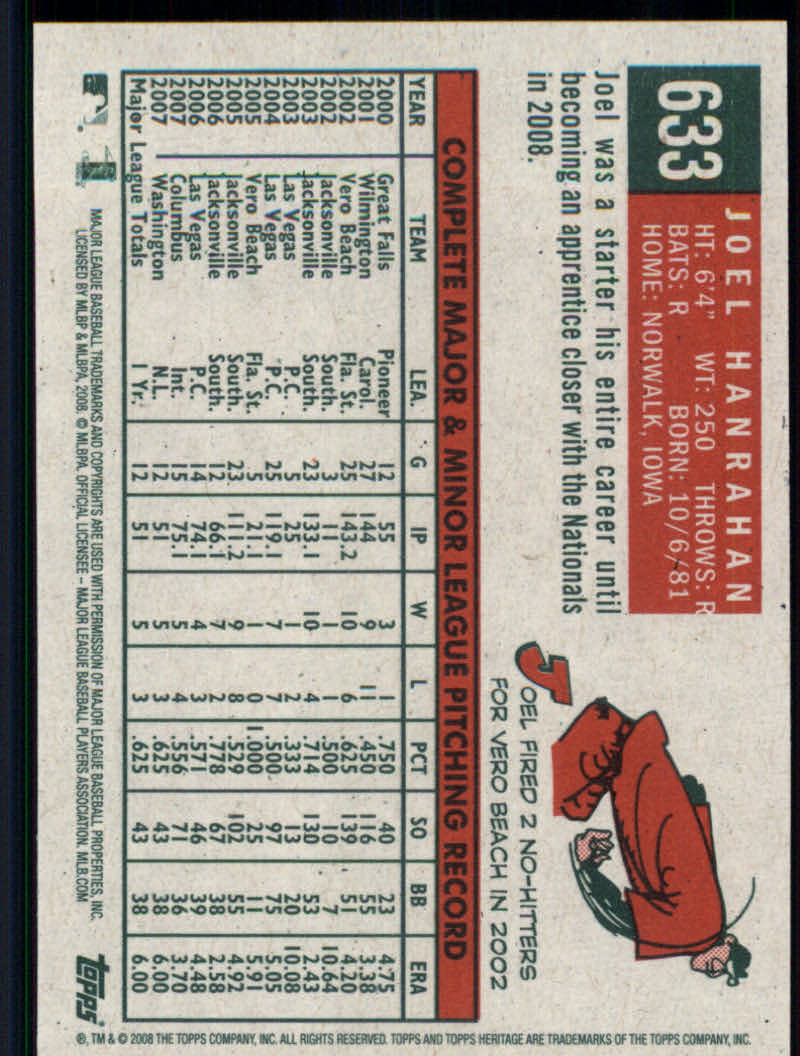 633
JOEL HANRAHAN
HT: 6'4" WT: 250 THROWS: R
BATS: R BORN: 10/6/81
HOME: NORWALK, IOWA
Joel was a starter his entire career until
becoming an apprentice closer with the Nationals
in 2008.
JOEL FIRED 2 NO-HITTERS
FOR VERO BEACH IN 2002
COMPLETE MAJOR & MINOR LEAGUE PITCHING RECORD
YEAR TEAM LEA. G IP W L PCT SO BB ERA
2000 Great Falls Pioneer 12 55 3 1 .750 40 23 4.75
2001 Wilmington Carol. 27 144 9 11 .450 116 55 3.38
2002 Vero Beach Fla. St. 25 143.2 10 6 .625 139 51 4.20
2002 Jacksonville South. 3 11 1 1 .500 10 7 10.64
2003 Jacksonville South. 23 133.1 10 4 .714 130 53 2.43
2003 Las Vegas P.C. 5 25 1 2 .333 13 20 10.08
2004 Las Vegas P.C. 25 119.1 7 7 .500 97 75 5.05
2005 Vero Beach Fla. St. 5 21.1 1 0 1.000 25 11 5.91
2005 Jacksonville South. 23 111.2 9 8 .529 102 55 4.92
2006 Jacksonville South. 12 66.1 7 2 .778 67 38 2.58
2006 Las Vegas P.C. 14 74.1 4 3 .571 46 39 4.48
2007 Columbus Int. 15 75.1 5 4 .556 71 36 3.70
2007 Washington N.L. 12 51 5 3 .625 43 38 6.00
Major League Totals 1 Yr. 12 51 5 3 .625 43 38 6.00
MAJOR LEAGUE BASEBALL TRADEMARKS AND COPYRIGHTS ARE USED WITH PERMISSION OF MAJOR LEAGUE BASEBALL PROPERTIES, INC.
LICENSED BY MLBP & MLBPA, 2008. © MLBPA, OFFICIAL LICENSEE – MAJOR LEAGUE BASEBALL PLAYERS ASSOCIATION. MLB.COM
topps
®, TM & © 2008 THE TOPPS COMPANY, INC. ALL RIGHTS RESERVED. TOPPS AND TOPPS HERITAGE ARE TRADEMARKS OF THE TOPPS COMPANY, INC.